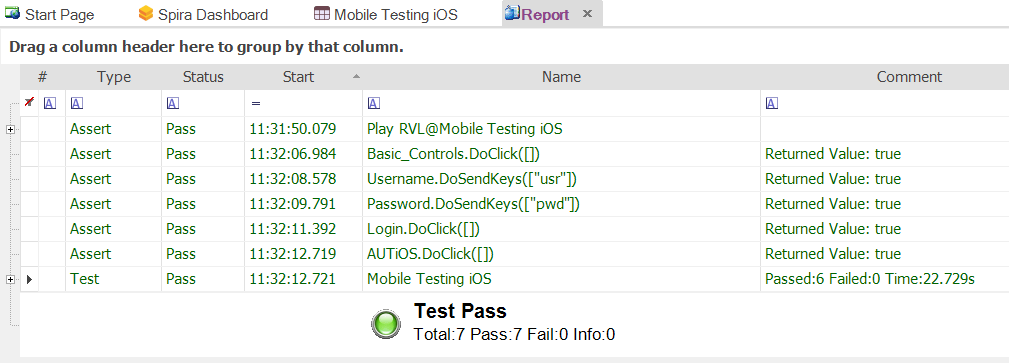 Start Page Spira Dashboard Mobile Testing iOS Report ×
Drag a column header here to group by that column.
# Type Status Start Name Comment
A A A = A A
Assert Pass 11:31:50.079 Play RVL@Mobile Testing iOS
Assert Pass 11:32:06.984 Basic_Controls.DoClick([]) Returned Value: true
Assert Pass 11:32:08.578 Username.DoSendKeys(["usr"]) Returned Value: true
Assert Pass 11:32:09.791 Password.DoSendKeys(["pwd"]) Returned Value: true
Assert Pass 11:32:11.392 Login.DoClick([]) Returned Value: true
Assert Pass 11:32:12.719 AUTiOS.DoClick([]) Returned Value: true
Test Pass 11:32:12.721 Mobile Testing iOS Passed:6 Failed:0 Time:22.729s
Test Pass
Total:7 Pass:7 Fail:0 Info:0